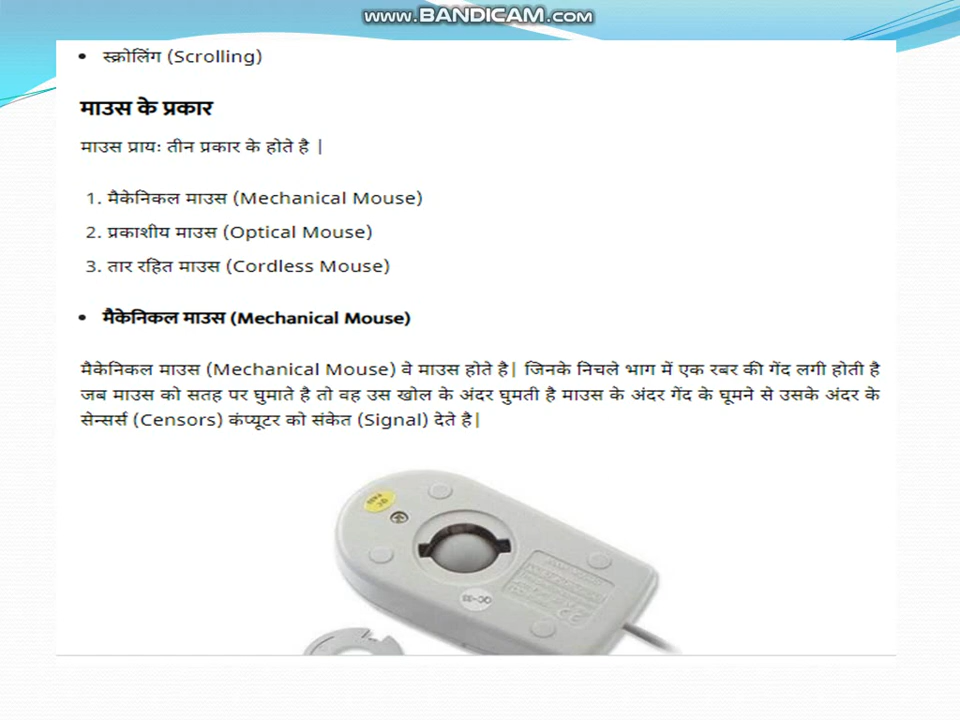 www.BANDICAM.com
• स्क्रोलिंग (Scrolling)
माउस के प्रकार
माउस प्रायः तीन प्रकार के होते है |
1. मैकेनिकल माउस (Mechanical Mouse)
2. प्रकाशीय माउस (Optical Mouse)
3. तार रहित माउस (Cordless Mouse)
• मैकेनिकल माउस (Mechanical Mouse)
मैकेनिकल माउस (Mechanical Mouse) वे माउस होते है| जिनके निचले भाग में एक रबर की गेंद लगी होती है
जब माउस को सतह पर घुमाते है तो वह उस खोल के अंदर घुमती है माउस के अंदर गेंद के घूमने से उसके अंदर के
सेन्सर्स (Censors) कंप्यूटर को संकेत (Signal) देते है|
QC-33